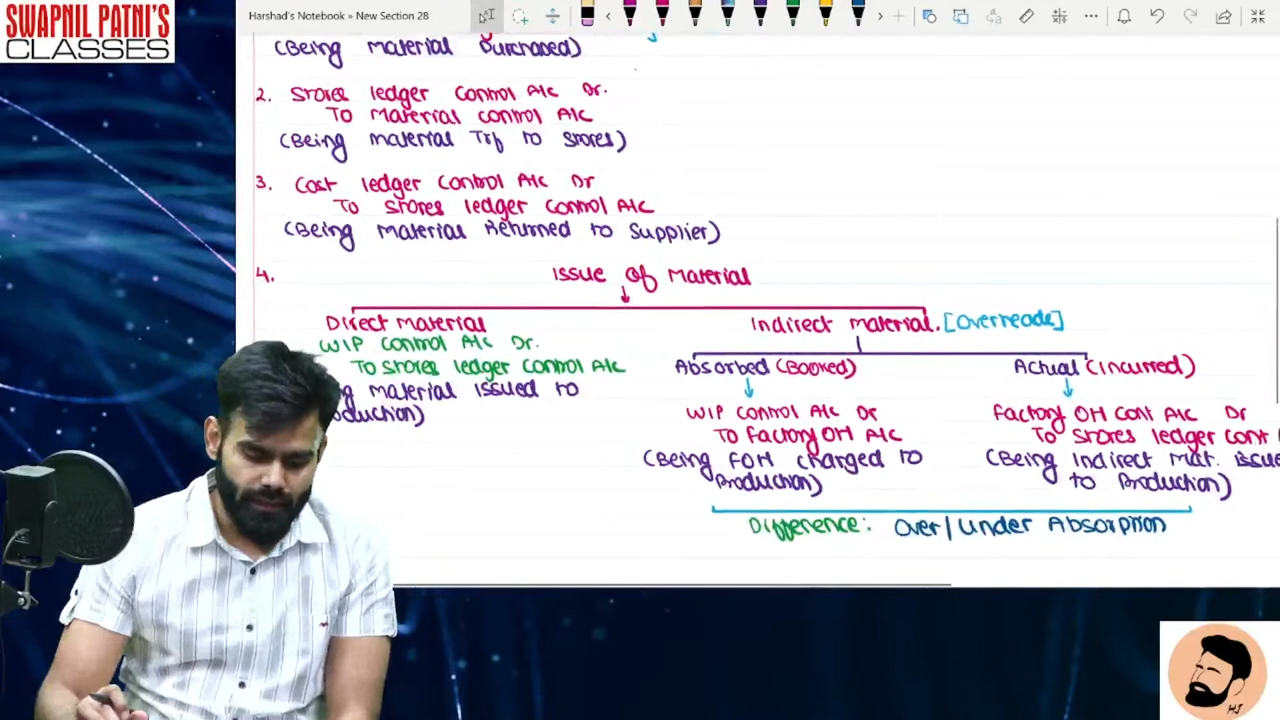 SWAPNIL PATNI'S
CLASSES
Harshad's Notebook » New Section 28
(Being material Purchased)
2. Stores ledger Control A/c Dr.
To Material control A/c
(Being material Trf to Stores)
3. Cost ledger Control A/c Dr
To Stores ledger Control A/c
(Being material Returned to Supplier)
4. Issue of Material
Direct material
WIP Control A/c Dr.
To Stores ledger Control A/c
material issued to
Indirect material. [Overheads]
Absorbed (Booked)
WIP Control A/c Dr
To factory OH A/c
(Being FOH charged to
Production)
Actual (incurred)
factory OH Cont A/c Dr
To Stores ledger Cont
(Being Indirect Mat. issue
to Production)
Difference: Over/under Absorption
HJ